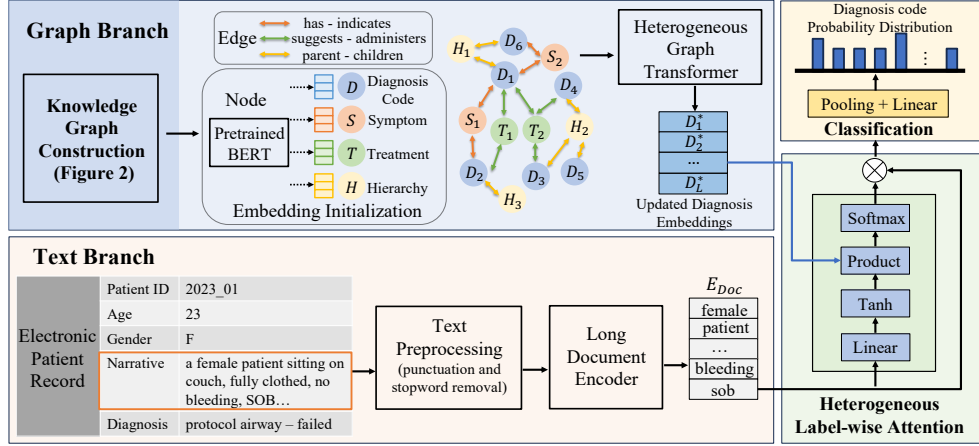 Graph Branch
Knowledge
Graph
Construction
(Figure 2)
Edge
has - indicates
suggests - administers
parent - children
Node
Pretrained
BERT
D
Diagnosis
Code
S
Symptom
T
Treatment
H
Hierarchy
Embedding Initialization
H1
D6
S2
D1
D4
S1
T1
T2
H2
D2
D3
D5
H3
Heterogeneous
Graph
Transformer
D1*
D2*
...
DL*
Updated Diagnosis
Embeddings
Diagnosis code
Probability Distribution
...
Pooling + Linear
Classification
Softmax
Product
Tanh
Linear
Heterogeneous
Label-wise Attention
Text Branch
Electronic
Patient
Record
Patient ID 2023_01
Age 23
Gender F
Narrative a female patient sitting on
couch, fully clothed, no
bleeding, SOB…
Diagnosis protocol airway – failed
Text
Preprocessing
(punctuation and
stopword removal)
Long
Document
Encoder
EDoc
female
patient
…
bleeding
sob